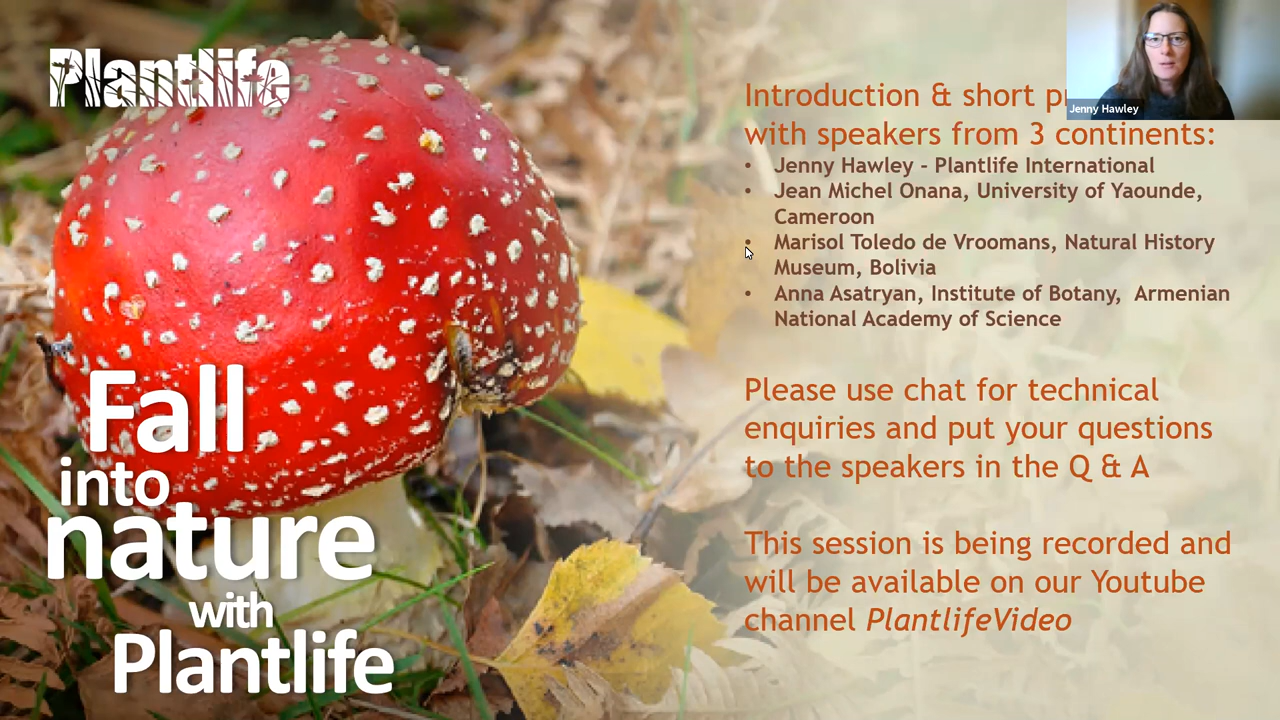 Plantlife
Fall
into
nature
with
Plantlife
Introduction & short
with speakers from 3 continents:
• Jenny Hawley - Plantlife International
• Jean Michel Onana, University of Yaounde,
Cameroon
• Marisol Toledo de Vroomans, Natural History
Museum, Bolivia
• Anna Asatryan, Institute of Botany, Armenian
National Academy of Science
Please use chat for technical
enquiries and put your questions
to the speakers in the Q & A
This session is being recorded and
will be available on our Youtube
channel PlantlifeVideo
Jenny Hawley